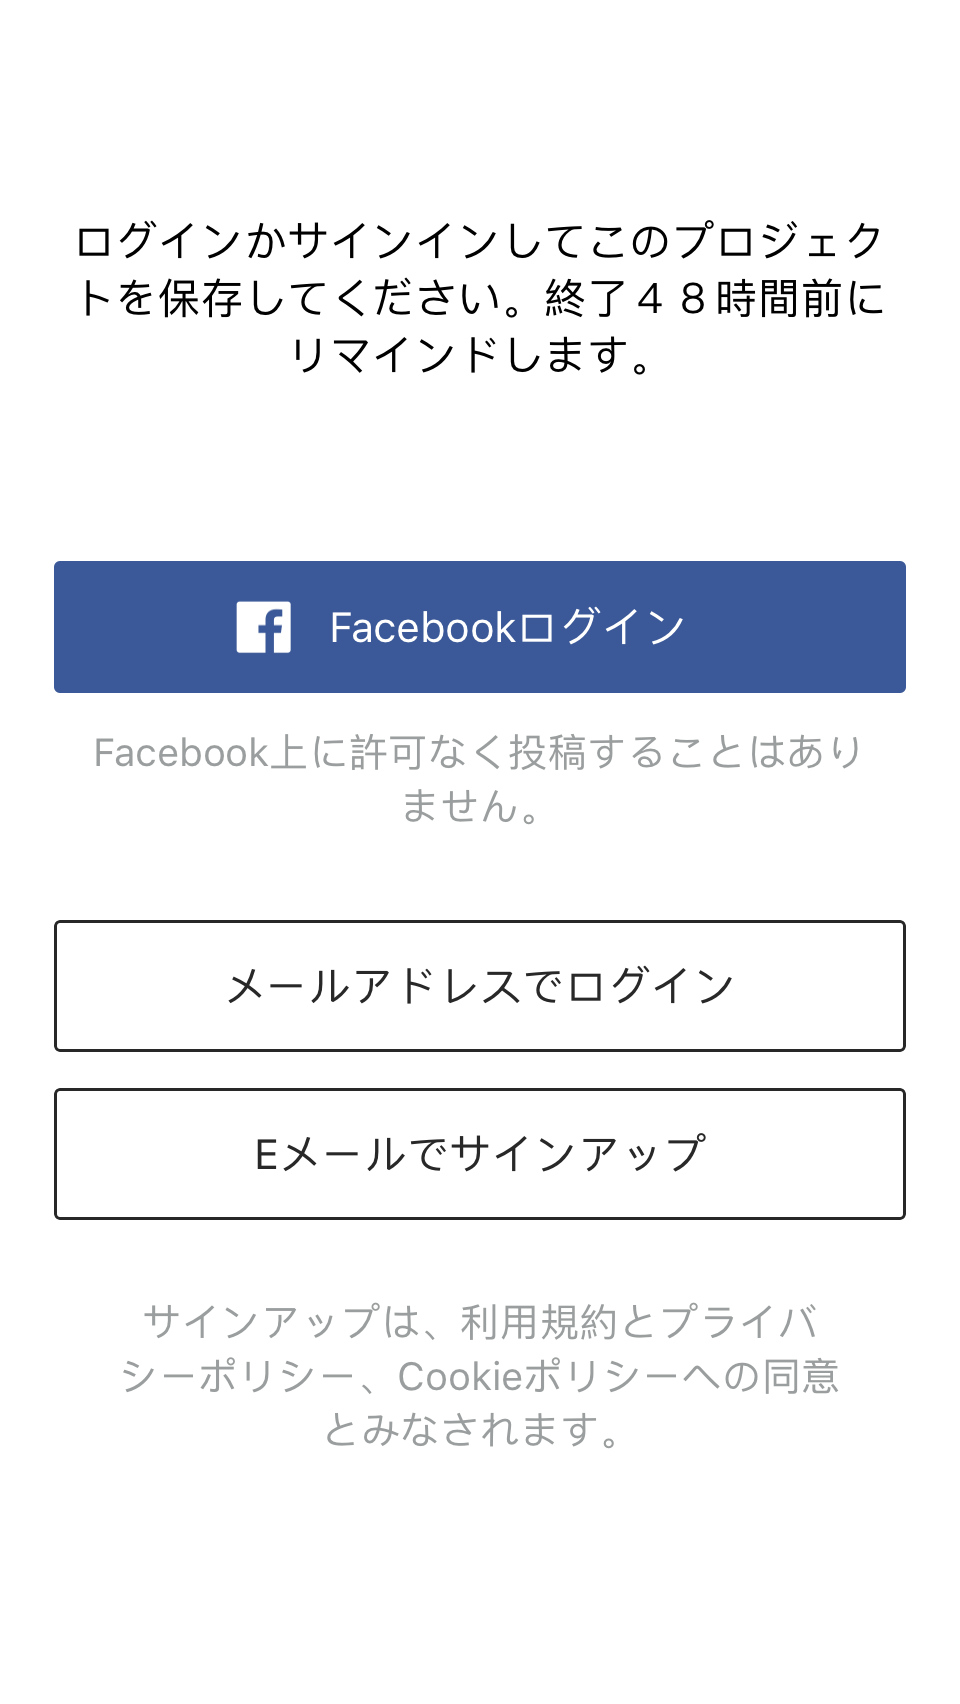 ログインかサインインしてこのプロジェク
トを保存してください。終了４８時間前に
リマインドします。
Facebookログイン
Facebook上に許可なく投稿することはあり
ません。
メールアドレスでログイン
Eメールでサインアップ
サインアップは、利用規約とプライバ
シーポリシー、Cookieポリシーへの同意
とみなされます。